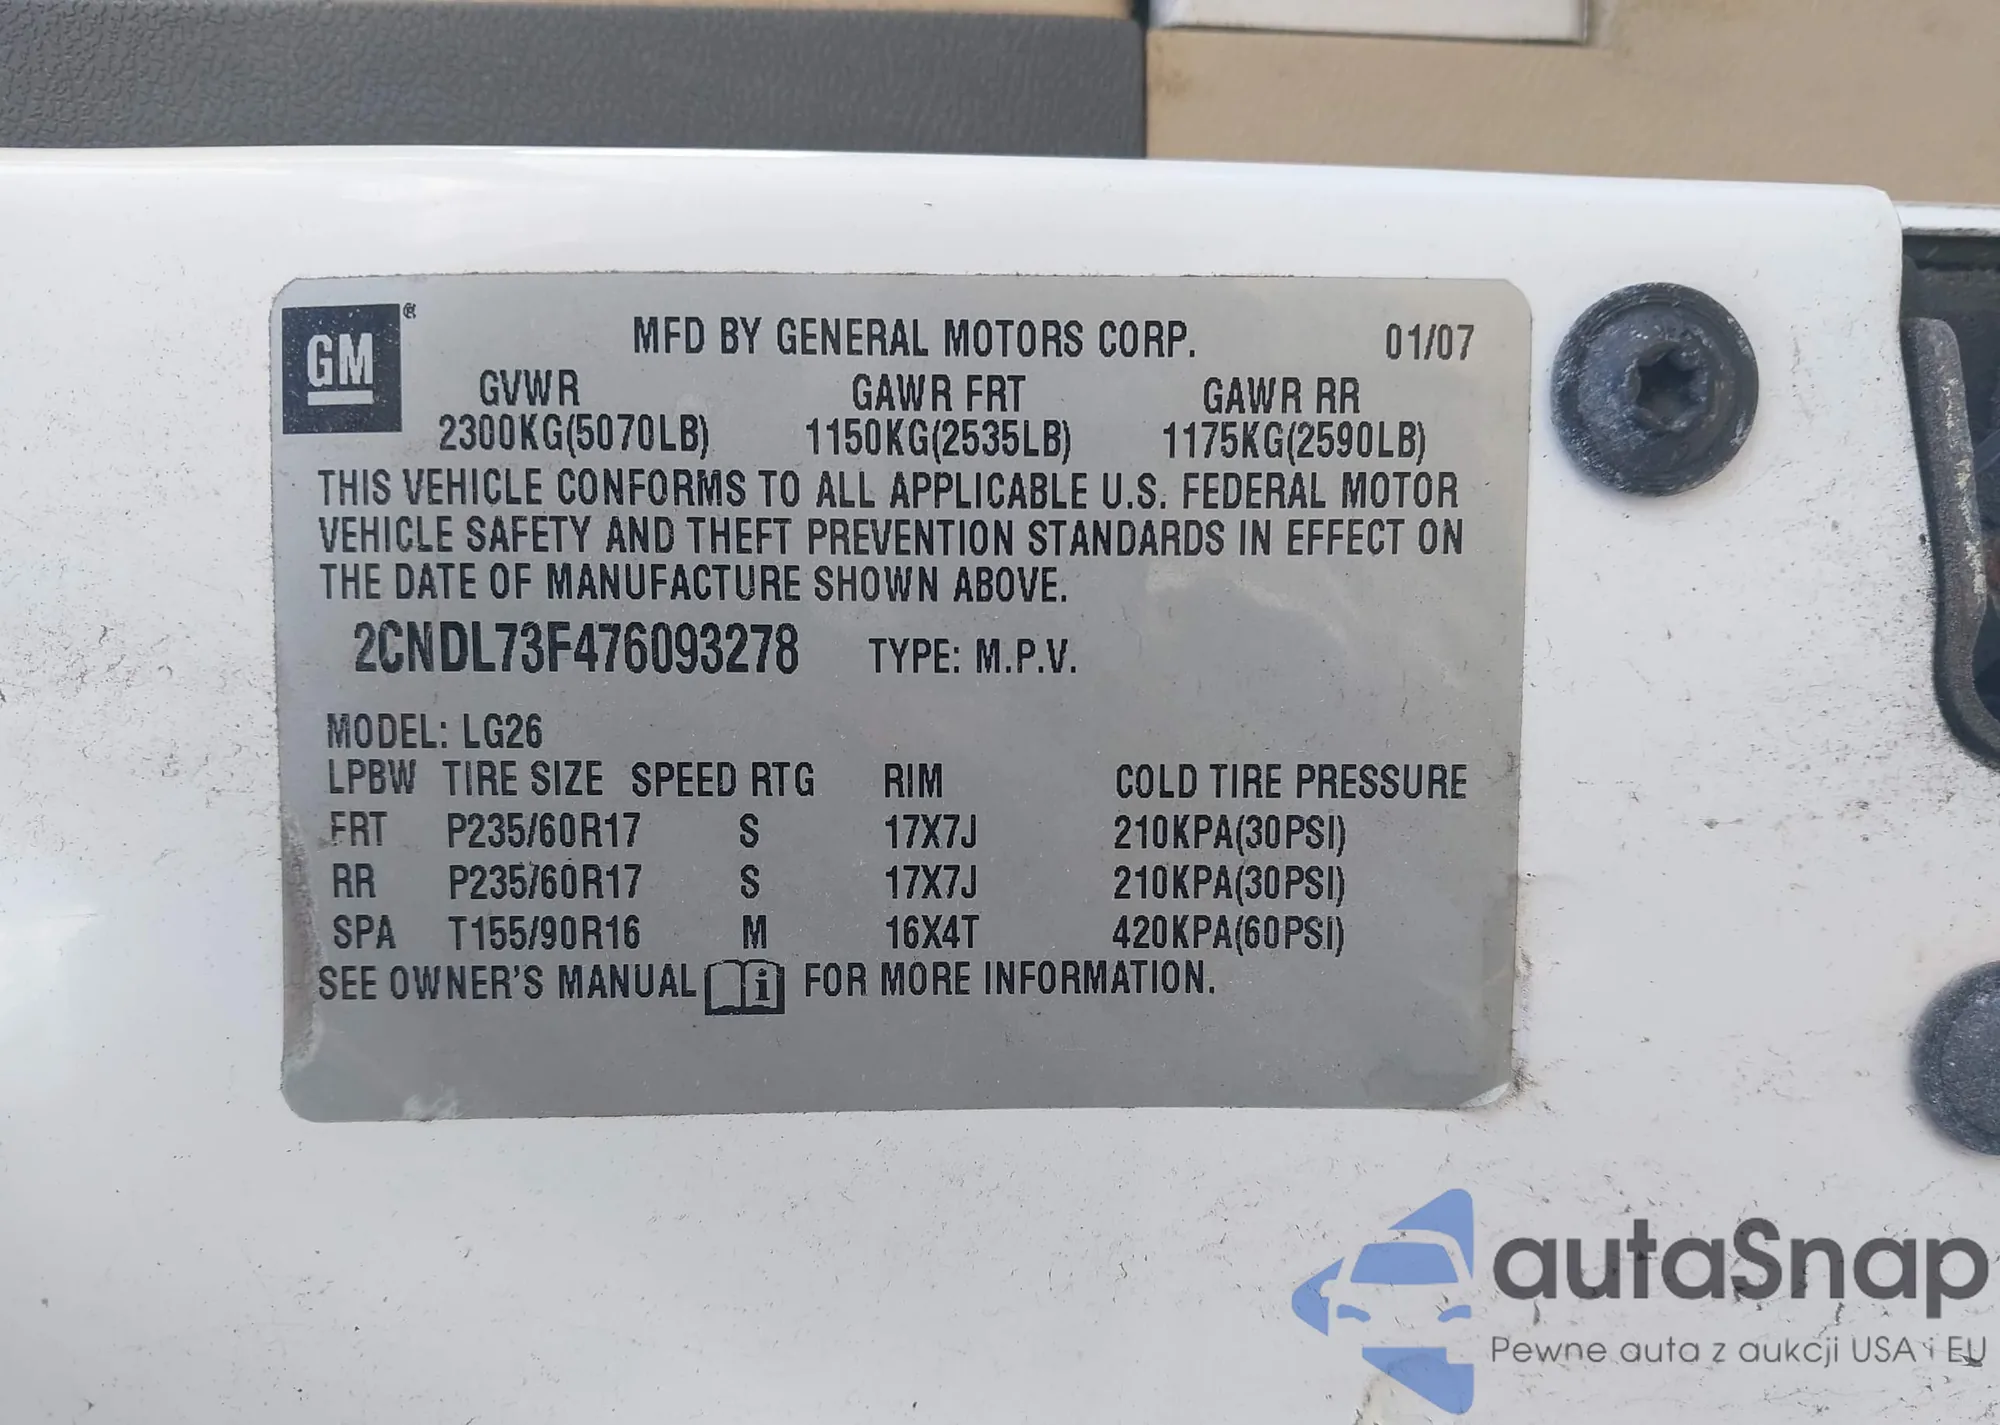 GM®
MFD BY GENERAL MOTORS CORP. 01/07
GVWR GAWR FRT GAWR RR
2300KG(5070LB) 1150KG(2535LB) 1175KG(2590LB)
THIS VEHICLE CONFORMS TO ALL APPLICABLE U.S. FEDERAL MOTOR
VEHICLE SAFETY AND THEFT PREVENTION STANDARDS IN EFFECT ON
THE DATE OF MANUFACTURE SHOWN ABOVE.
2CNDL73F476093278 TYPE: M.P.V.
MODEL: LG26
LPBW TIRE SIZE SPEED RTG RIM COLD TIRE PRESSURE
FRT P235/60R17 S 17X7J 210KPA(30PSI)
RR P235/60R17 S 17X7J 210KPA(30PSI)
SPA T155/90R16 M 16X4T 420KPA(60PSI)
SEE OWNER'S MANUAL i FOR MORE INFORMATION.
autaSnap
Pewne auta z aukcji USA i EU